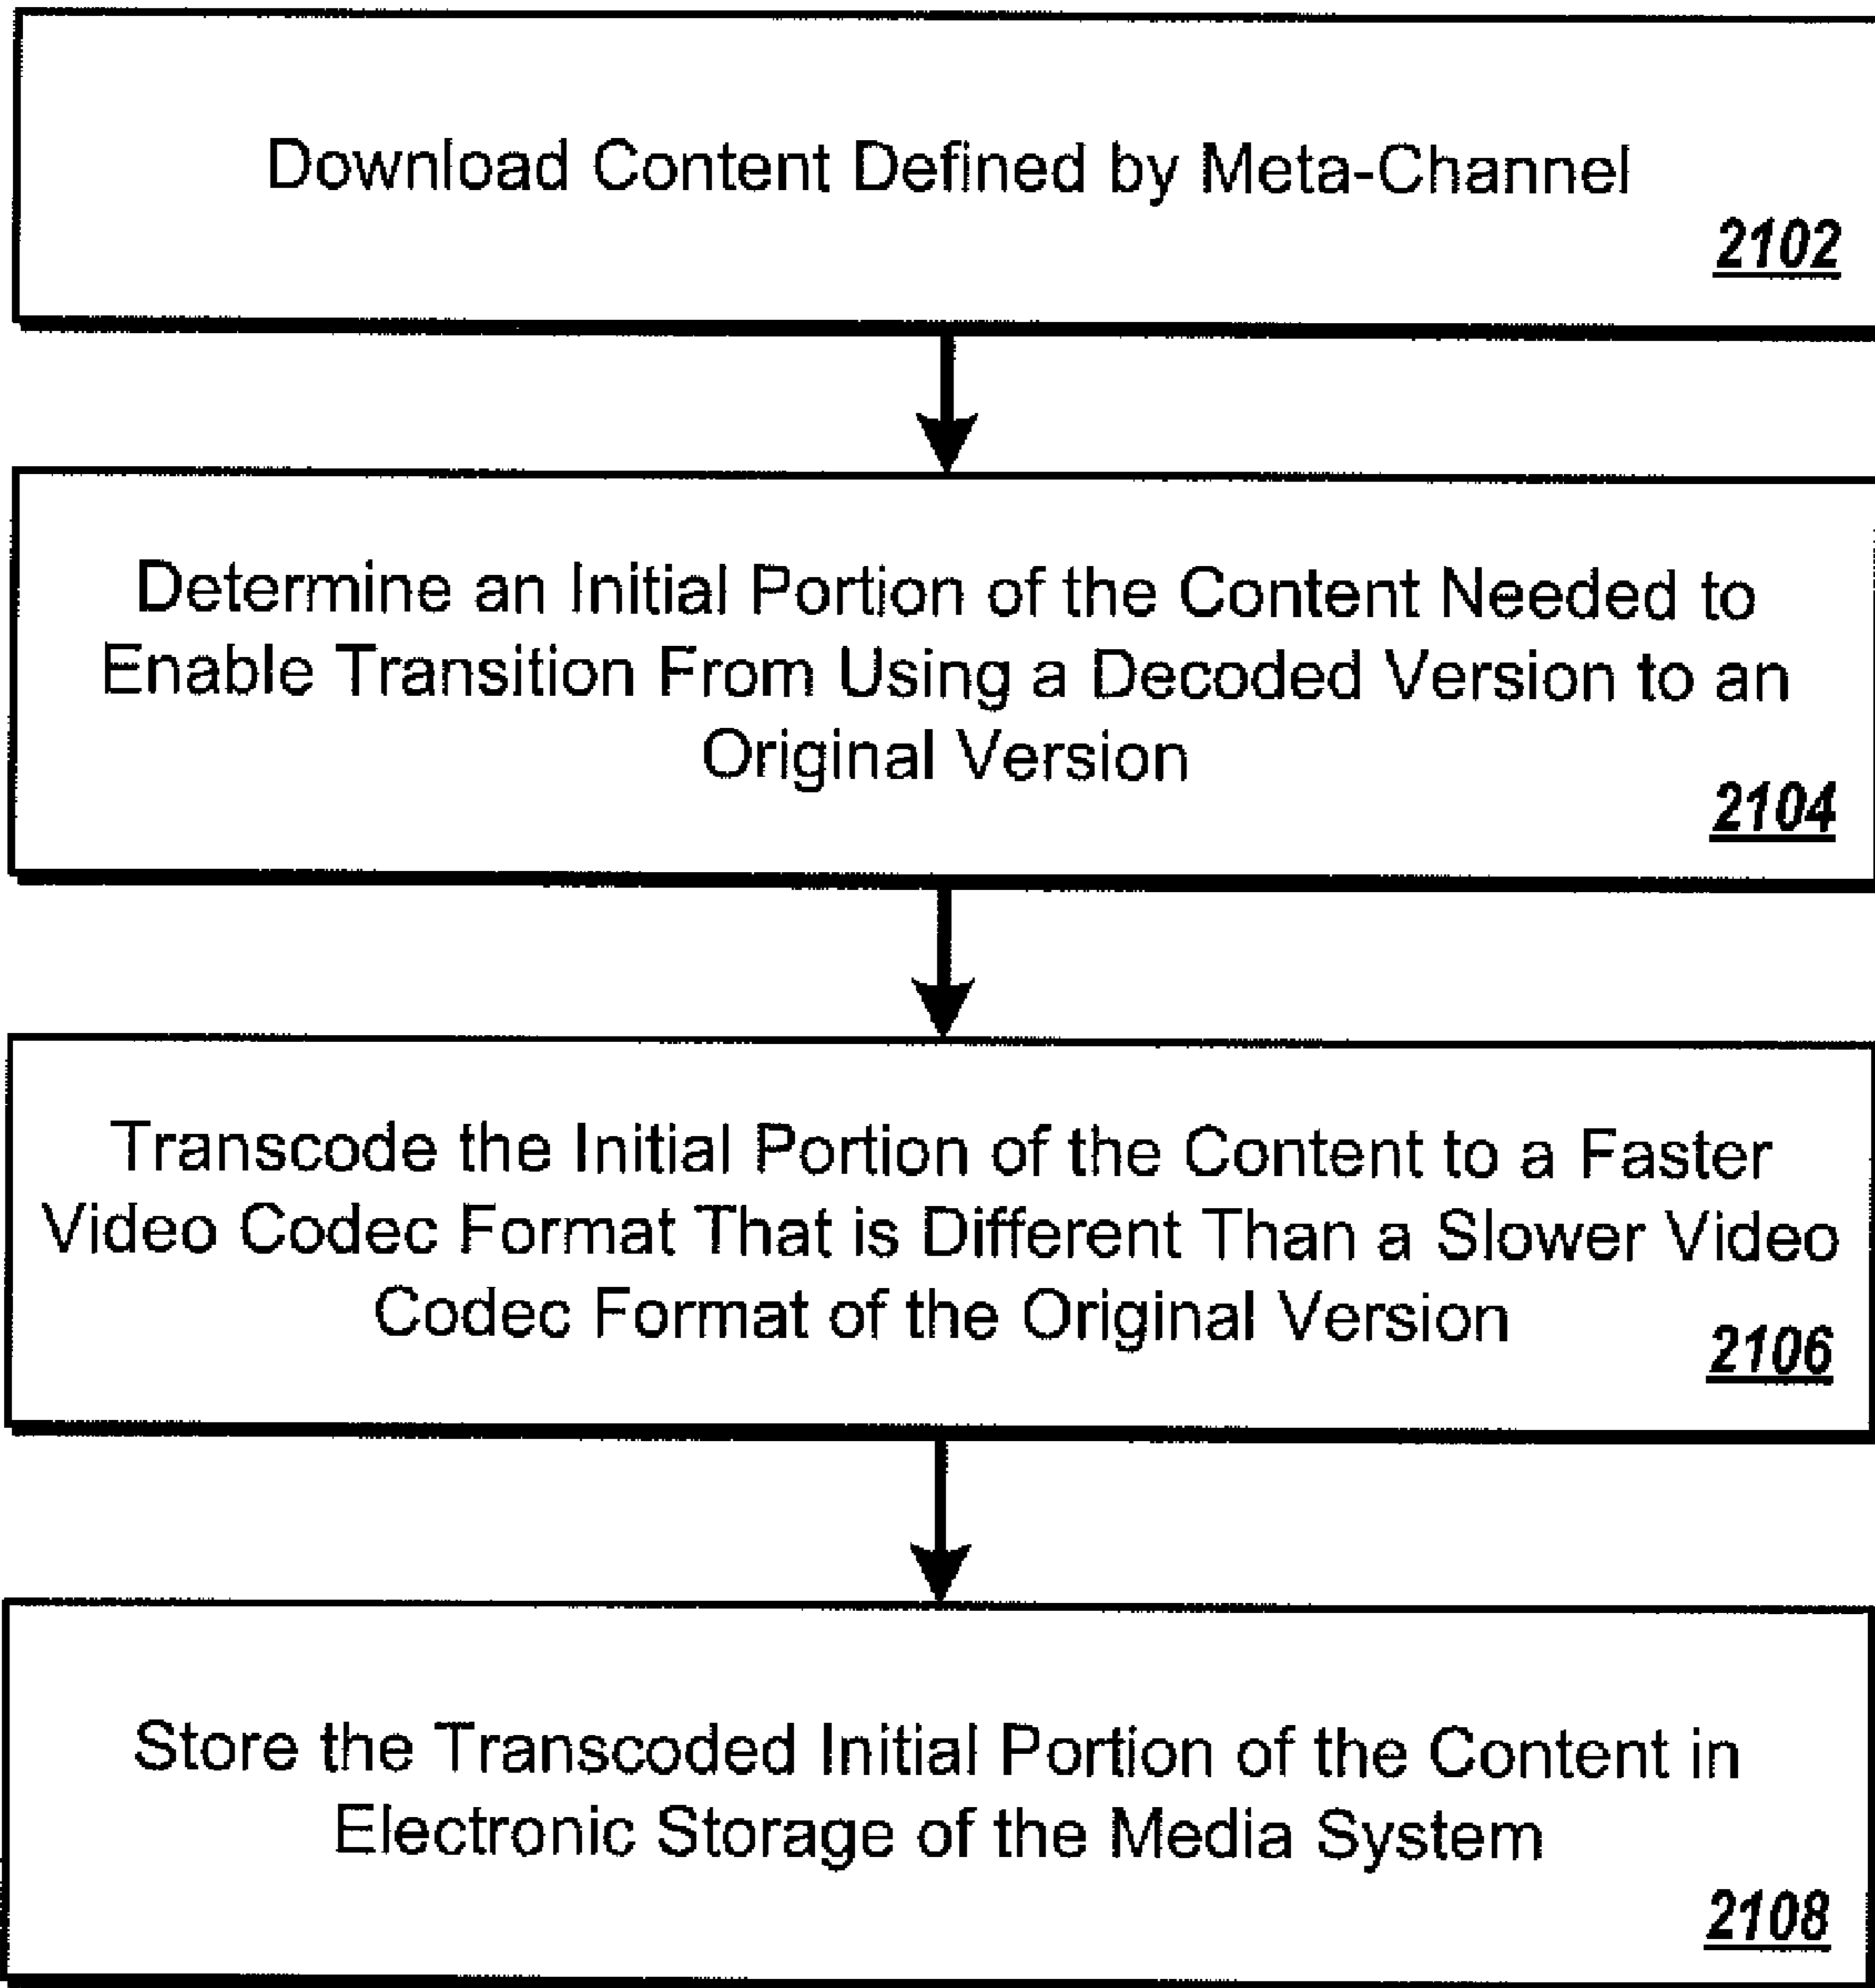 Download Content Defined by Meta-Channel
2102
Determine an Initial Portion of the Content Needed to
Enable Transition From Using a Decoded Version to an
Original Version
2104
Transcode the Initial Portion of the Content to a Faster
Video Codec Format That is Different Than a Slower Video
Codec Format of the Original Version
2106
Store the Transcoded Initial Portion of the Content in
Electronic Storage of the Media System
2108